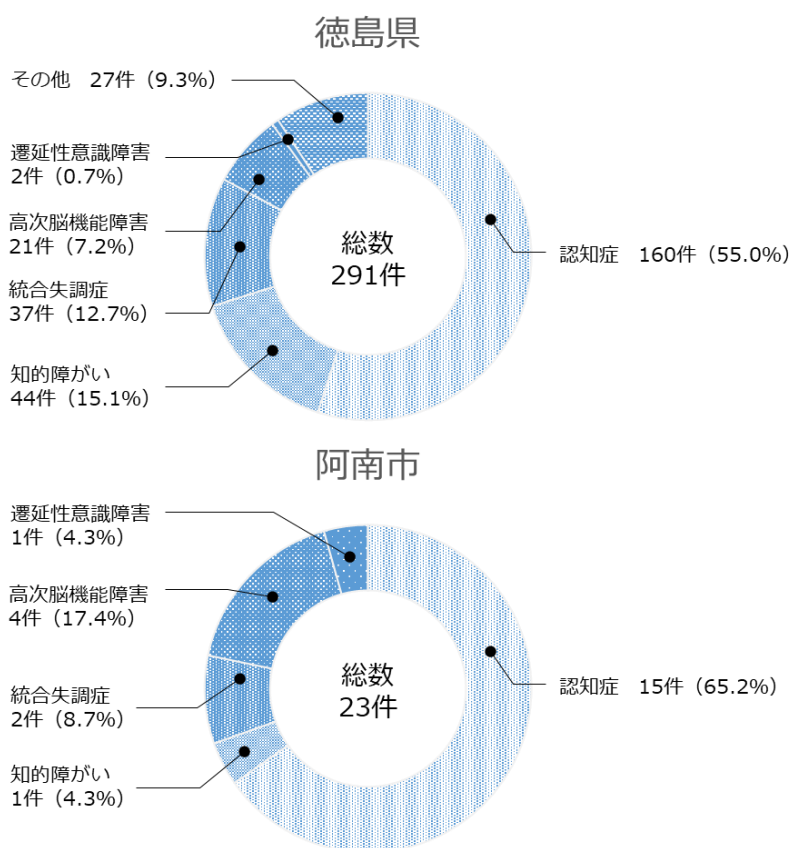 徳島県
その他　27件（9.3%）
遷延性意識障害
2件（0.7%）
高次脳機能障害
21件（7.2%）
統合失調症
37件（12.7%）
知的障がい
44件（15.1%）
総数
291件
認知症　160件（55.0%）
阿南市
遷延性意識障害
1件（4.3%）
高次脳機能障害
4件（17.4%）
統合失調症
2件（8.7%）
知的障がい
1件（4.3%）
総数
23件
認知症　15件（65.2%）